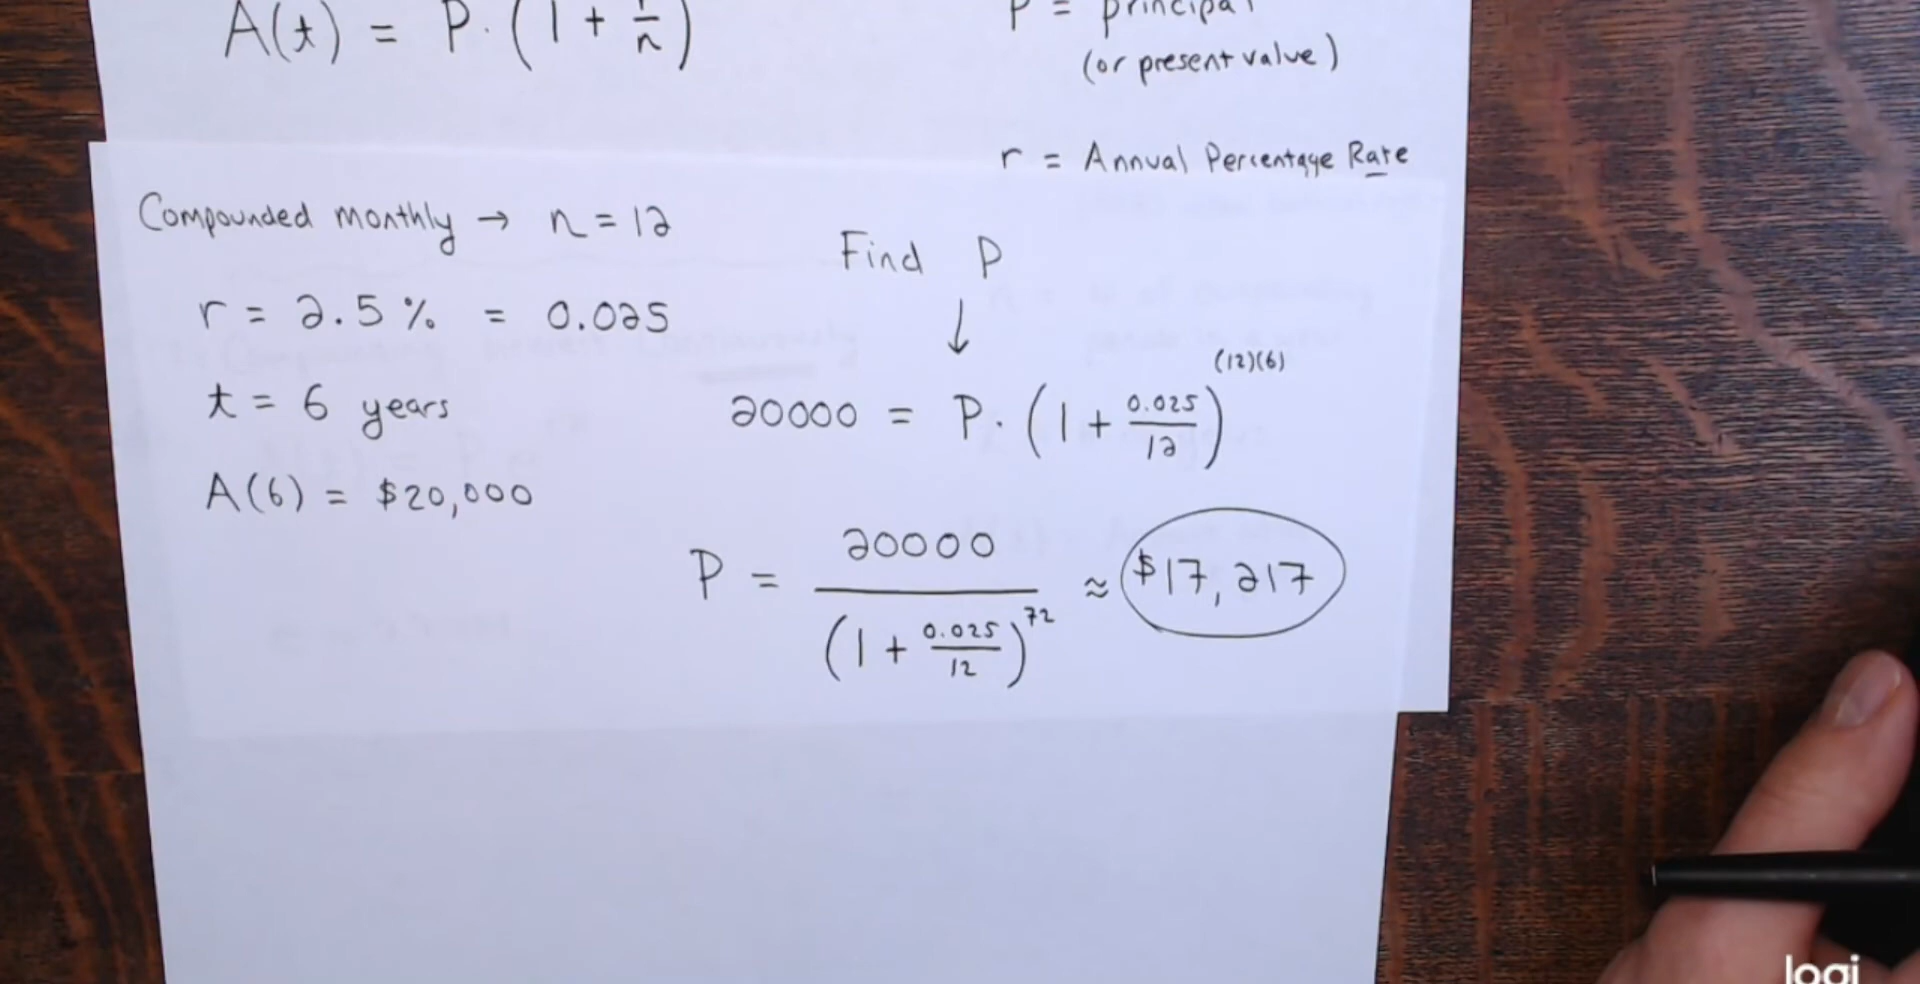 A(t) = P · (1 + r/n)
P = principal
(or present value)
r = Annual Percentage Rate
Compounded monthly → n = 12
r = 2.5 % = 0.025
t = 6 years
A(6) = $20,000
Find P
↓
20000 = P · (1 + 0.025/12)^(12)(6)
P = 20000/(1 + 0.025/12)^72 ≈ $17,217
logi